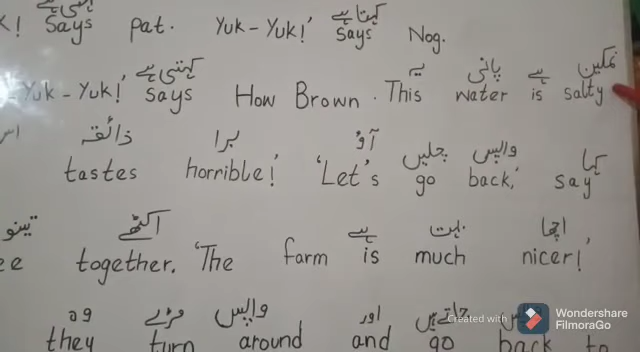 کہتا ہے
! Says pat. Yuk-Yuk!' Says Nog.
کہتی ہے یہ پانی ہے نمکین
Yuk-Yuk!' says How Brown. This water is salty
ذائقہ برا آؤ چلیں واپس کہا
tastes horrible!' 'Let's go back,' say
اکٹھے ہے بہت اچھا
together. 'The farm is much nicer!'
وہ مڑے واپس اور جاتے ہیں
they turn around and go back to
Created with Wondershare FilmoraGo